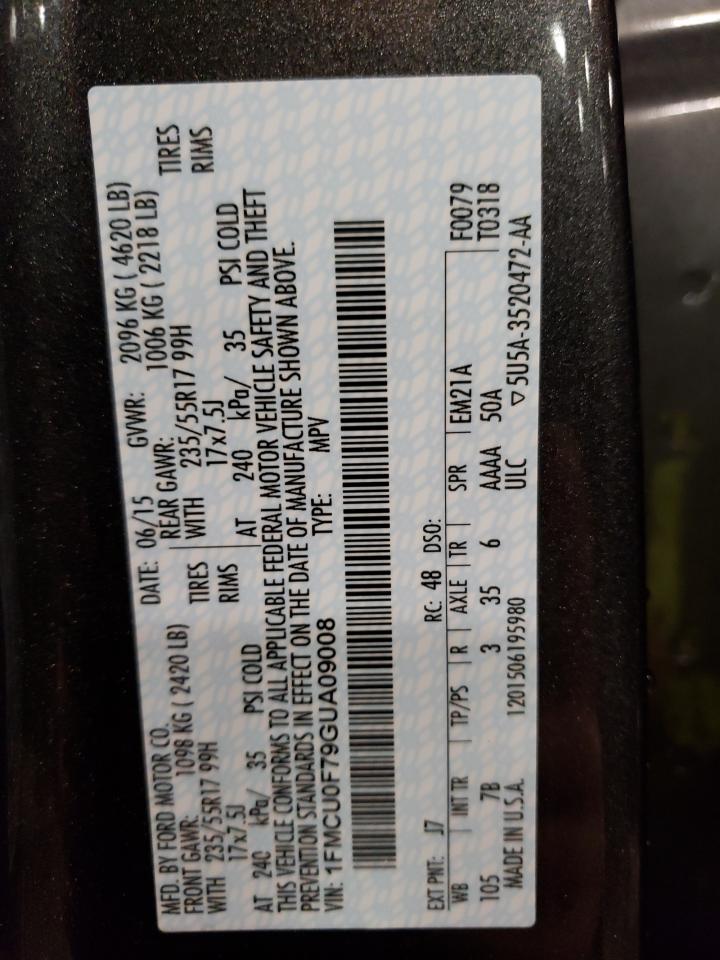 MFD. BY FORD MOTOR CO.
DATE: 06/15 GVWR: 2096 KG ( 4620 LB)
FRONT GAWR: 1098 KG ( 2420 LB) REAR GAWR: 1006 KG ( 2218 LB)
WITH 235/55R17 99H TIRES WITH 235/55R17 99H TIRES
17x7.5J RIMS 17x7.5J RIMS
AT 240 kPa/ 35 PSI COLD AT 240 kPa/ 35 PSI COLD
THIS VEHICLE CONFORMS TO ALL APPLICABLE FEDERAL MOTOR VEHICLE SAFETY AND THEFT
PREVENTION STANDARDS IN EFFECT ON THE DATE OF MANUFACTURE SHOWN ABOVE.
VIN: 1FMCU0F79GUA09008 TYPE: MPV
EXT PNT: J7 RC: 48 DSO:
WB INT TR TP/PS R AXLE TR SPR EM21A F0079
105 7B 3 35 6 AAAA 50A T0318
MADE IN U.S.A. 1201506195980 ULC ▽5U5A-3520472-AA